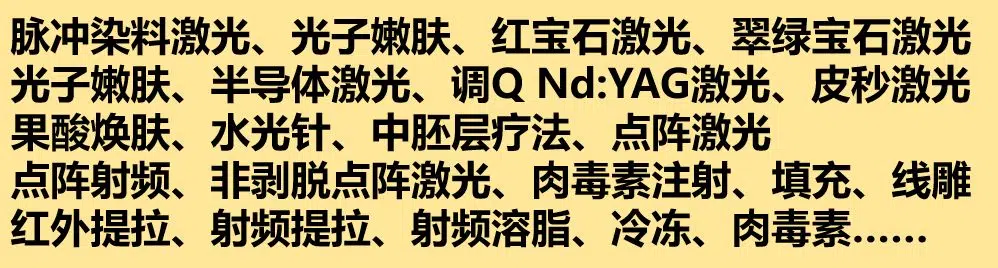 脉冲染料激光、光子嫩肤、红宝石激光、翠绿宝石激光
光子嫩肤、半导体激光、调Q Nd:YAG激光、皮秒激光
果酸焕肤、水光针、中胚层疗法、点阵激光
点阵射频、非剥脱点阵激光、肉毒素注射、填充、线雕
红外提拉、射频提拉、射频溶脂、冷冻、肉毒素……